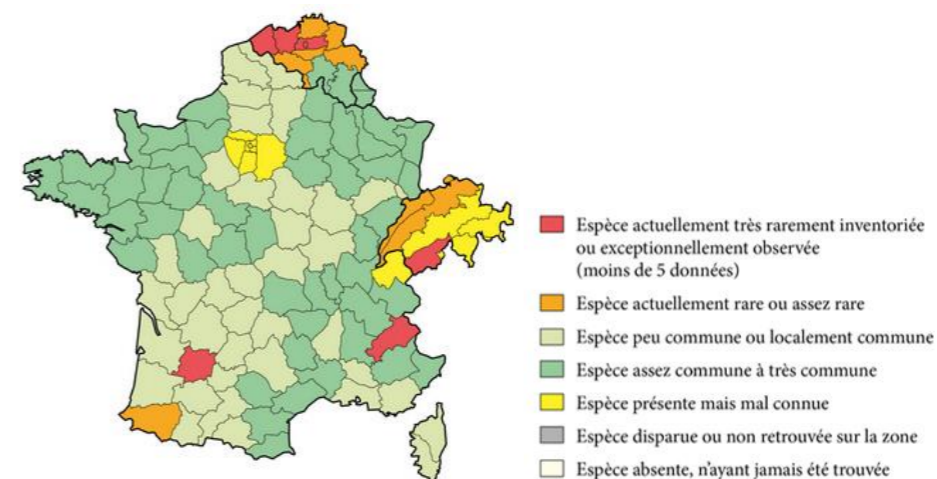 Espèce actuellement très rarement inventoriée
ou exceptionnellement observée
(moins de 5 données)
Espèce actuellement rare ou assez rare
Espèce peu commune ou localement commune
Espèce assez commune à très commune
Espèce présente mais mal connue
Espèce disparue ou non retrouvée sur la zone
Espèce absente, n'ayant jamais été trouvée